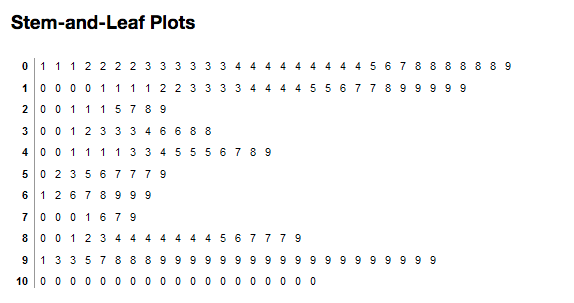 Stem-and-Leaf Plots
0 1 1 1 2 2 2 2 3 3 3 3 3 3 4 4 4 4 4 4 4 4 4 5 6 7 8 8 8 8 8 8 9
1 0 0 0 0 1 1 1 1 2 2 3 3 3 3 4 4 4 4 5 5 6 7 7 8 9 9 9 9 9
2 0 0 1 1 1 5 7 8 9
3 0 0 1 2 3 3 3 4 6 6 8 8
4 0 0 1 1 1 1 3 3 4 5 5 5 6 7 8 9
5 0 2 3 5 6 7 7 7 9
6 1 2 6 7 8 9 9 9
7 0 0 0 1 6 7 9
8 0 0 1 2 3 4 4 4 4 4 4 4 5 6 7 7 7 9
9 1 3 3 5 7 8 8 8 9 9 9 9 9 9 9 9 9 9 9 9 9 9 9 9 9 9 9
10 0 0 0 0 0 0 0 0 0 0 0 0 0 0 0 0 0 0 0